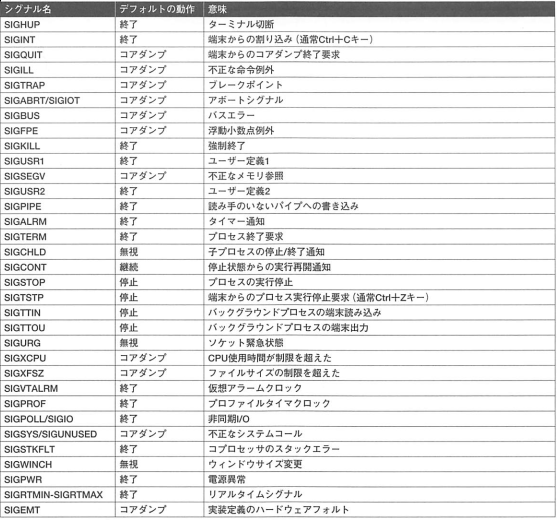 シグナル名 デフォルトの動作 意味
SIGHUP 終了 ターミナル切断
SIGINT 終了 端末からの割り込み(通常Ctrl+Cキー)
SIGQUIT コアダンプ 端末からのコアダンプ終了要求
SIGILL コアダンプ 不正な命令例外
SIGTRAP コアダンプ ブレークポイント
SIGABRT/SIGIOT コアダンプ アボートシグナル
SIGBUS コアダンプ バスエラー
SIGFPE コアダンプ 浮動小数点例外
SIGKILL 終了 強制終了
SIGUSR1 終了 ユーザー定義1
SIGSEGV コアダンプ 不正なメモリ参照
SIGUSR2 終了 ユーザー定義2
SIGPIPE 終了 読み手のいないパイプへの書き込み
SIGALRM 終了 タイマー通知
SIGTERM 終了 プロセス終了要求
SIGCHLD 無視 子プロセスの停止/終了通知
SIGCONT 継続 停止状態からの実行再開通知
SIGSTOP 停止 プロセスの実行停止
SIGTSTP 停止 端末からのプロセス実行停止要求(通常Ctrl+Zキー)
SIGTTIN 停止 バックグラウンドプロセスの端末読み込み
SIGTTOU 停止 バックグラウンドプロセスの端末出力
SIGURG 無視 ソケット緊急状態
SIGXCPU コアダンプ CPU使用時間が制限を超えた
SIGXFSZ コアダンプ ファイルサイズの制限を超えた
SIGVTALRM 終了 仮想アラームクロック
SIGPROF 終了 プロファイルタイマクロック
SIGPOLL/SIGIO 終了 非同期I/O
SIGSYS/SIGUNUSED コアダンプ 不正なシステムコール
SIGSTKFLT 終了 コプロセッサのスタックエラー
SIGWINCH 無視 ウィンドウサイズ変更
SIGPWR 終了 電源異常
SIGRTMIN-SIGRTMAX 終了 リアルタイムシグナル
SIGEMT コアダンプ 実装定義のハードウェアフォルト